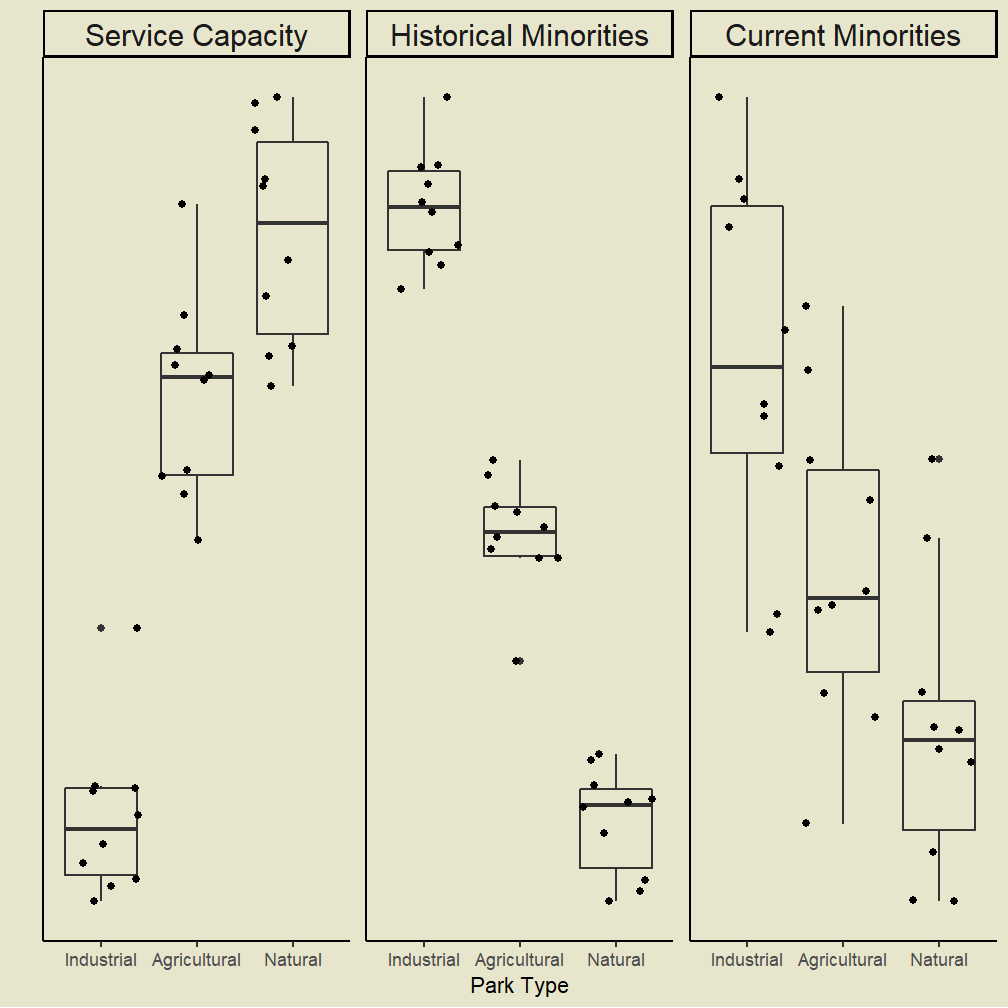 Service Capacity Historical Minorities Current Minorities
Industrial Agricultural Natural Industrial Agricultural Natural Industrial Agricultural Natural
Park Type